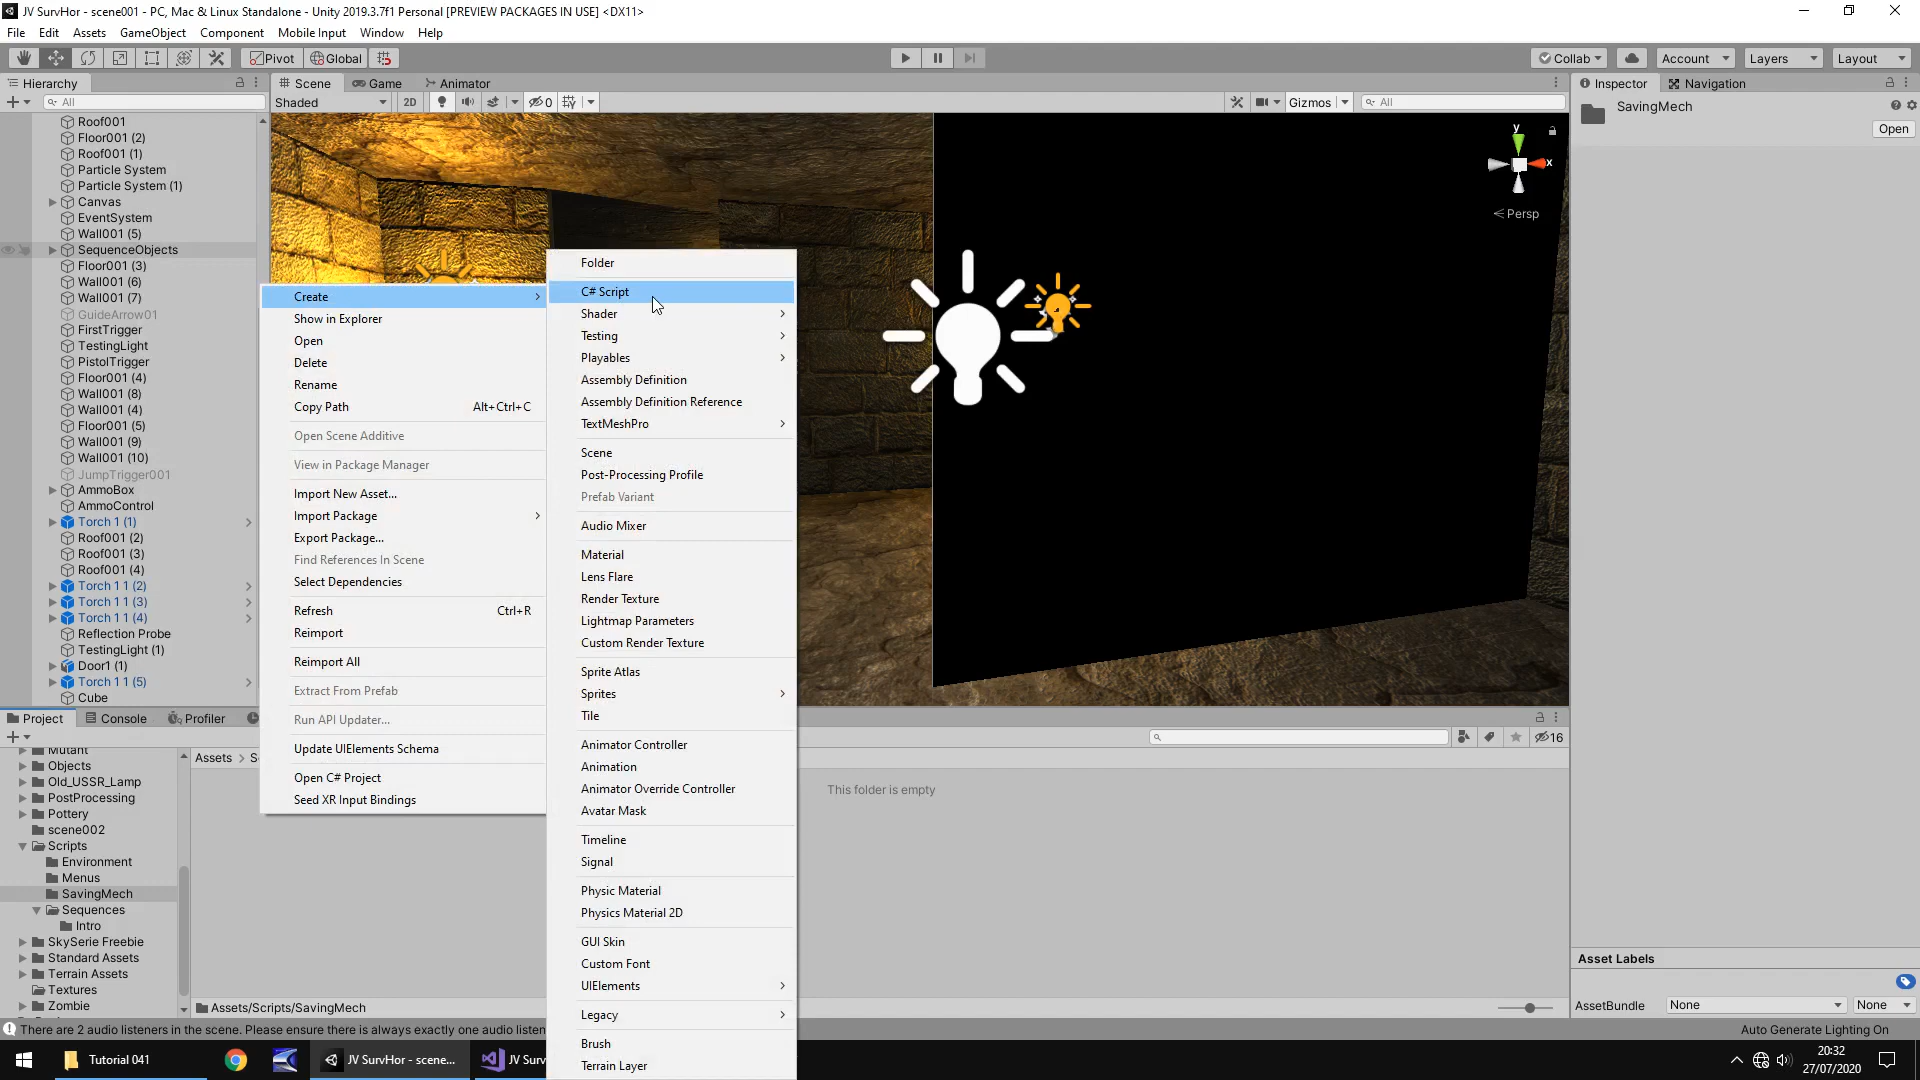 JV SurvHor - scene001 - PC, Mac & Linux Standalone - Unity 2019.3.7f1 Personal [PREVIEW PACKAGES IN USE] <DX11>
File Edit Assets GameObject Component Mobile Input Window Help
Pivot Global Collab Account Layers Layout
Hierarchy
All
Scene Game Animator
Shaded 2D 0 Gizmos All
Inspector Navigation
SavingMech
Open
Roof001
Floor001 (2)
Roof001 (1)
Particle System
Particle System (1)
Canvas
EventSystem
Wall001 (5)
SequenceObjects
Floor001 (3)
Wall001 (6)
Wall001 (7)
GuideArrow01
FirstTrigger
TestingLight
PistolTrigger
Floor001 (4)
Wall001 (8)
Wall001 (4)
Floor001 (5)
Wall001 (9)
Wall001 (10)
JumpTrigger001
AmmoBox
AmmoControl
Torch 1 (1)
Roof001 (2)
Roof001 (3)
Roof001 (4)
Torch 1 1 (2)
Torch 1 1 (3)
Torch 1 1 (4)
Reflection Probe
TestingLight (1)
Door1 (1)
Torch 1 1 (5)
Cube
y
x
Persp
Create
Show in Explorer
Open
Delete
Rename
Copy Path Alt+Ctrl+C
Open Scene Additive
View in Package Manager
Import New Asset...
Import Package
Export Package...
Find References In Scene
Select Dependencies
Refresh Ctrl+R
Reimport
Reimport All
Extract From Prefab
Run API Updater...
Update UIElements Schema
Open C# Project
Seed XR Input Bindings
Folder
C# Script
Shader
Testing
Playables
Assembly Definition
Assembly Definition Reference
TextMeshPro
Scene
Post-Processing Profile
Prefab Variant
Audio Mixer
Material
Lens Flare
Render Texture
Lightmap Parameters
Custom Render Texture
Sprite Atlas
Sprites
Tile
Animator Controller
Animation
Animator Override Controller
Avatar Mask
Timeline
Signal
Physic Material
Physics Material 2D
GUI Skin
Custom Font
UIElements
Legacy
Brush
Terrain Layer
Project Console Profiler
16
Mutant
Objects
Old_USSR_Lamp
PostProcessing
Pottery
scene002
Scripts
Environment
Menus
SavingMech
Sequences
Intro
SkySerie Freebie
Standard Assets
Terrain Assets
Textures
Zombie
Assets > S
This folder is empty
Assets/Scripts/SavingMech
Asset Labels
AssetBundle None None
There are 2 audio listeners in the scene. Please ensure there is always exactly one audio listen
Auto Generate Lighting On
Tutorial 041
JV SurvHor - scene...
JV Surv
20:32
27/07/2020